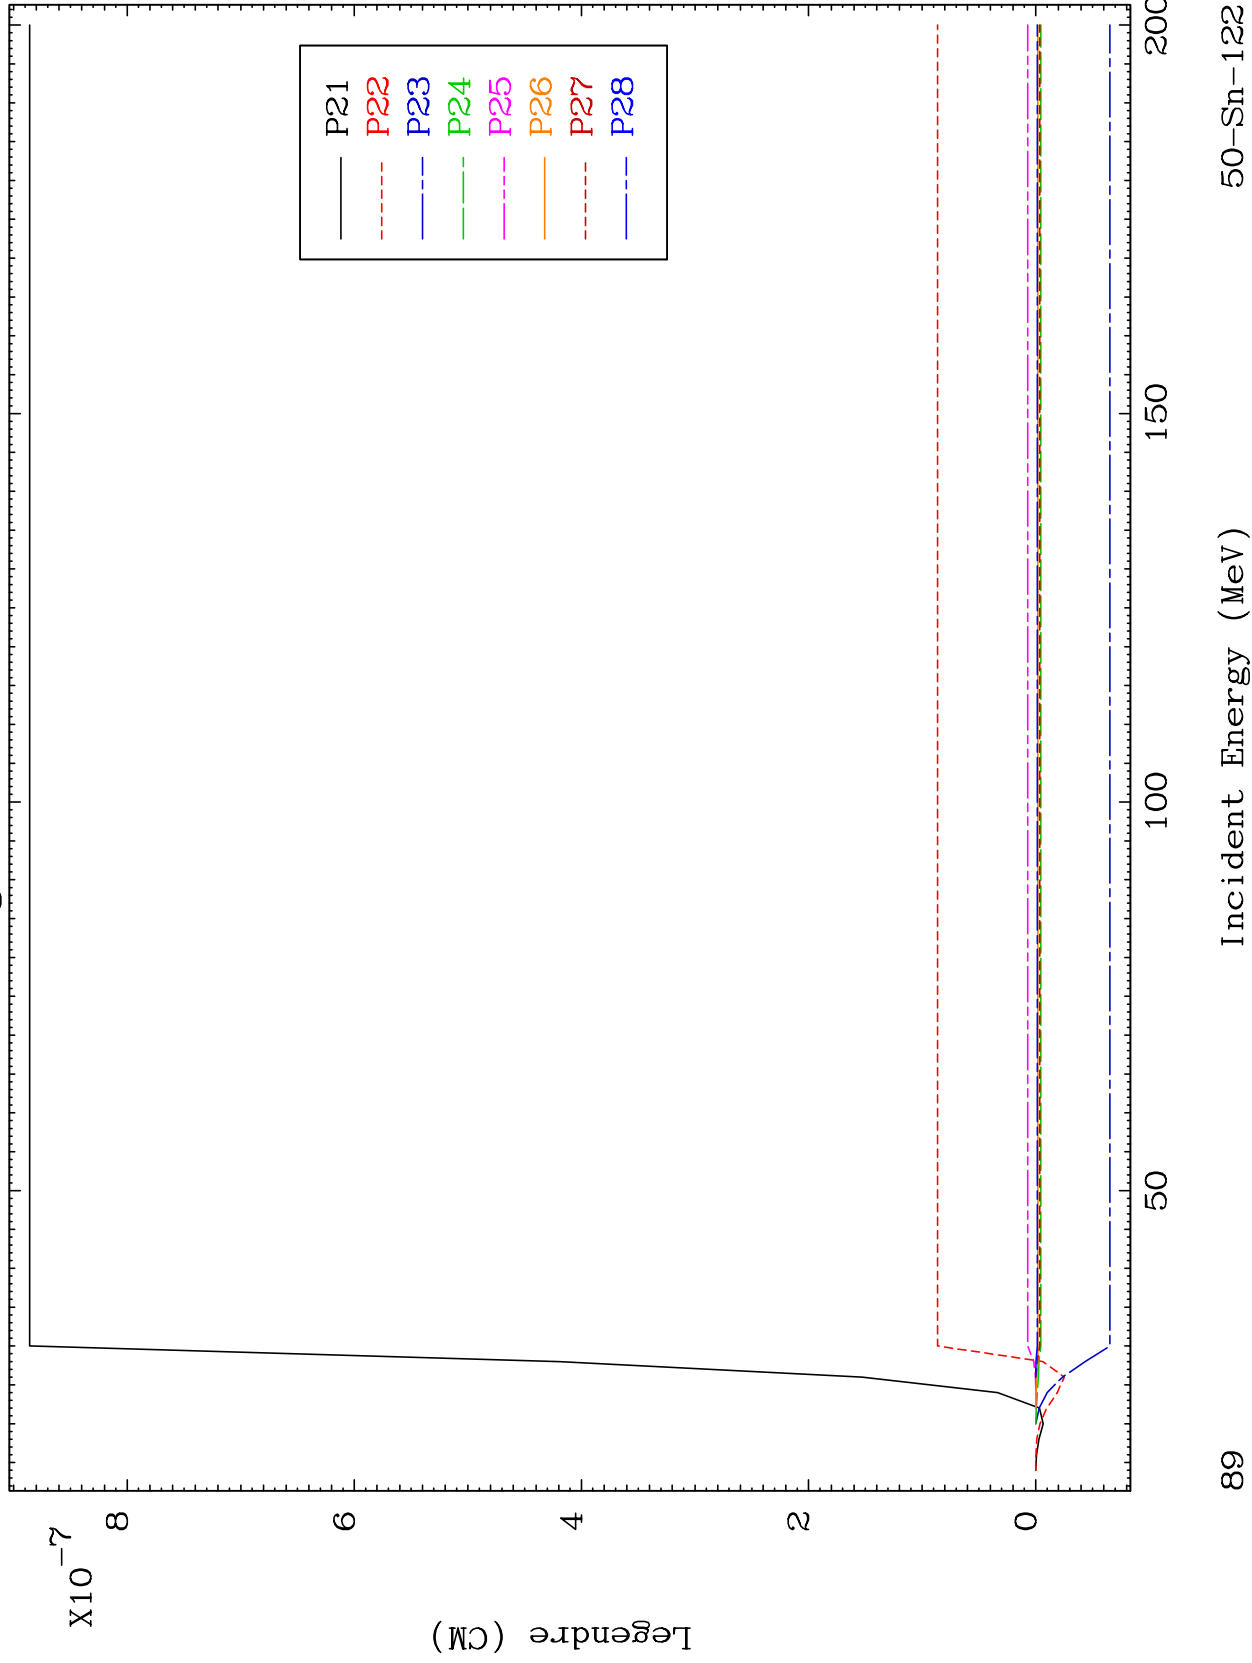 X10-7
8
6
4
2
0
Legendre (CM)
P21
P22
P23
P24
P25
P26
P27
P28
50
100
150
200
Incident Energy (MeV)
89
50-Sn-122